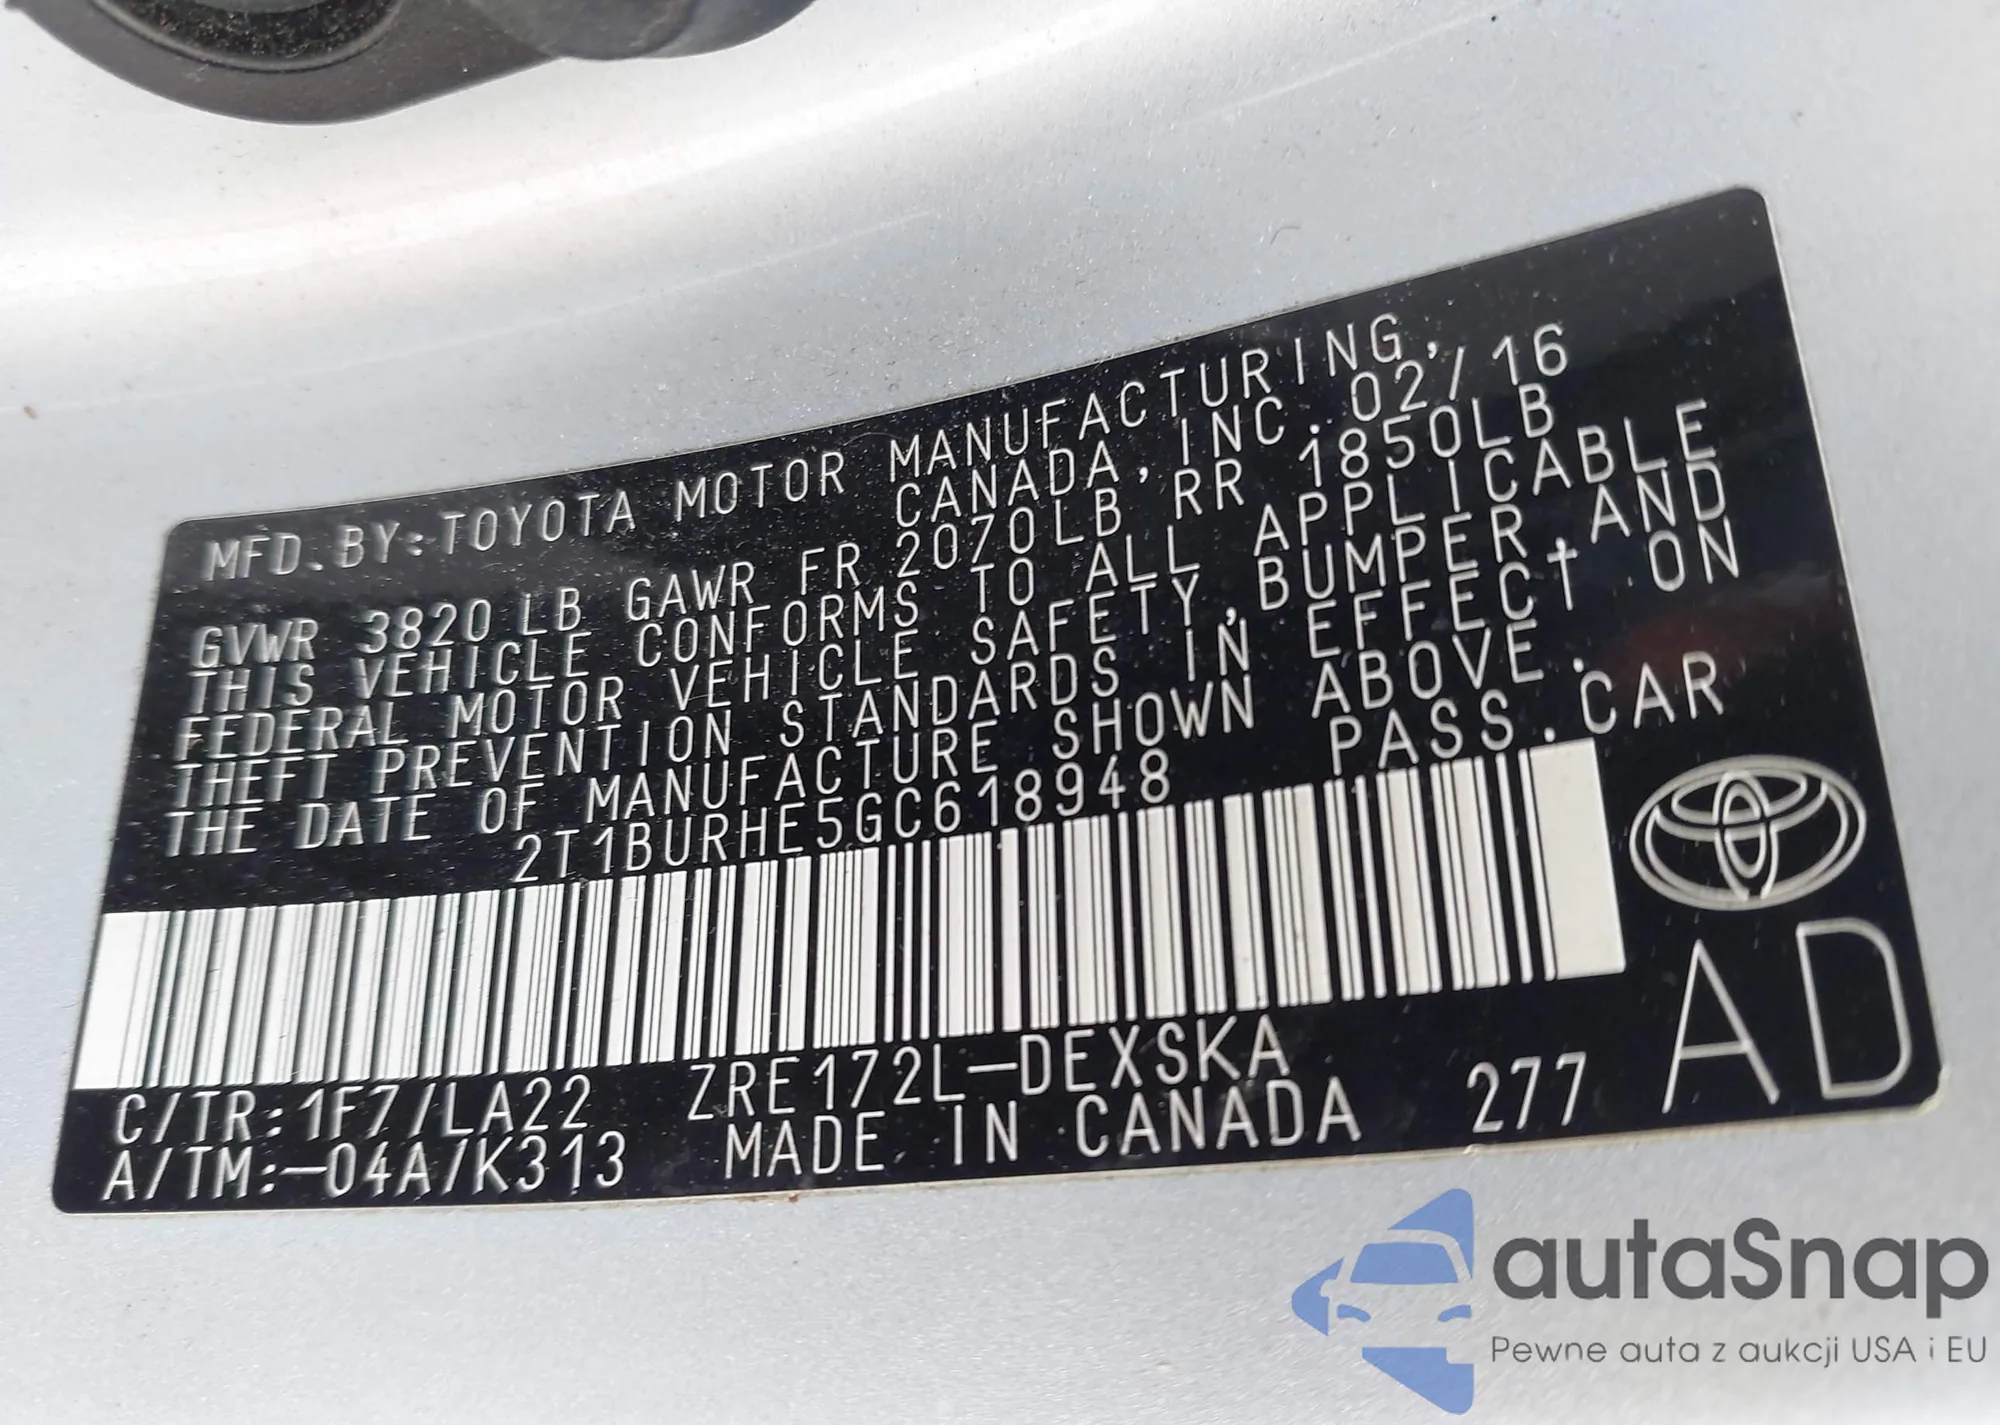 MFD. BY: TOYOTA MOTOR MANUFACTURING,
CANADA, INC. 02/16
GVWR 3820 LB GAWR FR 2070LB RR 1850LB
THIS VEHICLE CONFORMS TO ALL APPLICABLE
FEDERAL MOTOR VEHICLE SAFETY, BUMPER, AND
THEFT PREVENTION STANDARDS IN EFFECT ON
THE DATE OF MANUFACTURE SHOWN ABOVE.
2T1BURHE5GC618948 PASS. CAR
C/TR: 1F7/LA22 ZRE172L-DEXSKA
A/TM: -04A/K313 MADE IN CANADA 277
AD
autaSnap
Pewne auta z aukcji USA i EU